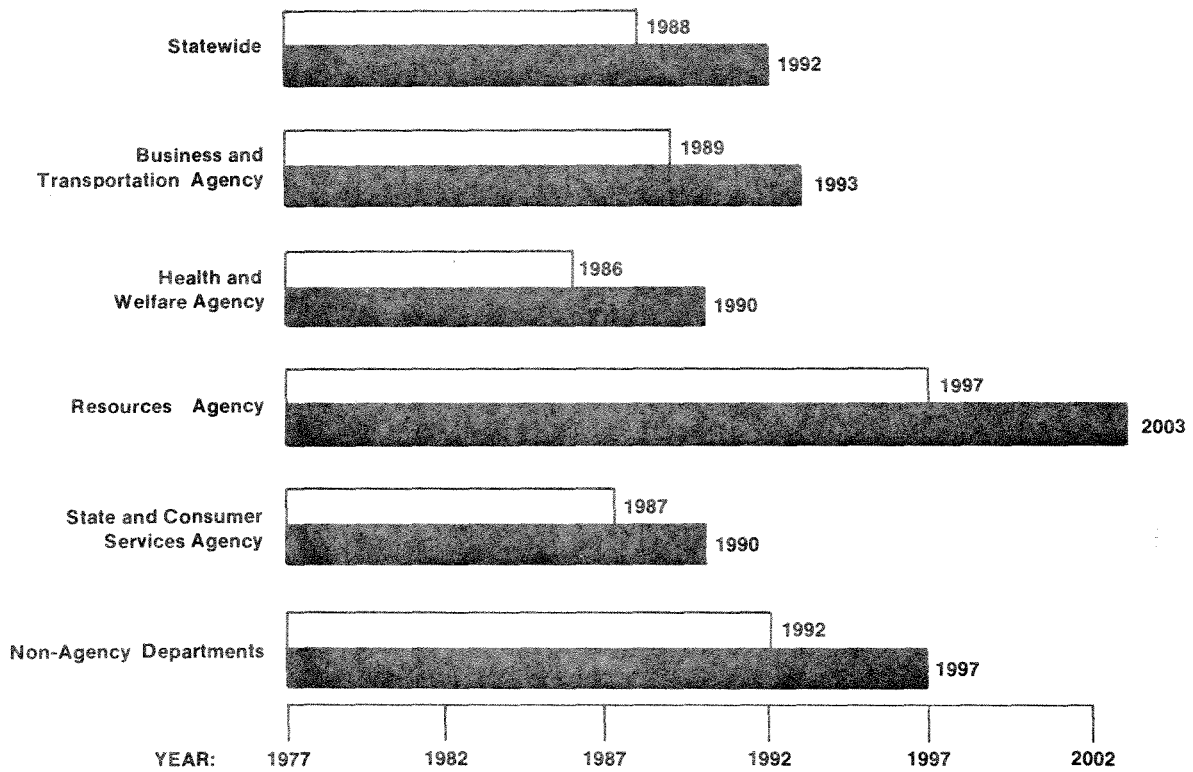 Statewide
1988
1992
Business and
Transportation Agency
1989
1993
Health and
Welfare Agency
1986
1990
Resources Agency
1997
2003
State and Consumer
Services Agency
1987
1990
Non-Agency Departments
1992
1997
YEAR: 1977 1982 1987 1992 1997 2002